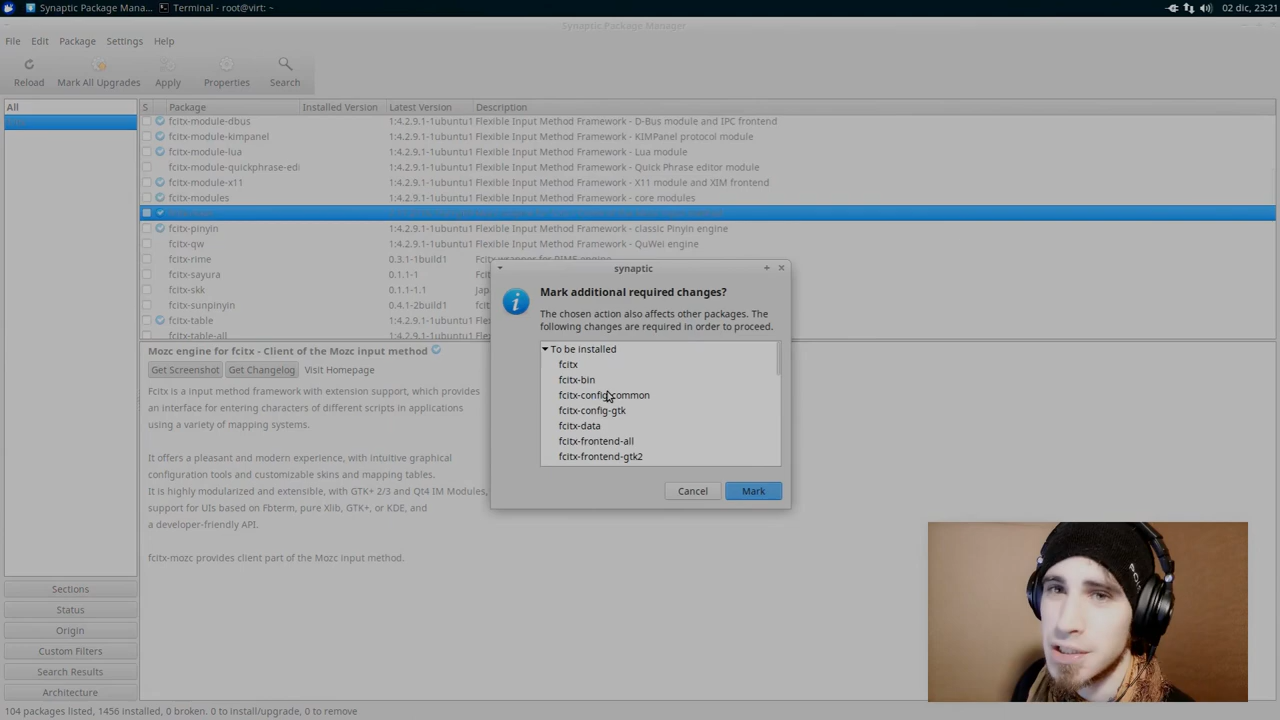 Synaptic Package Mana...
Terminal - root@virt: ~
02 dic, 23:21
Synaptic Package Manager
File Edit Package Settings Help
Reload Mark All Upgrades Apply Properties Search
All
S Package Installed Version Latest Version Description
fcitx-module-dbus 1:4.2.9.1-1ubuntu1 Flexible Input Method Framework - D-Bus module and IPC frontend
fcitx-module-kimpanel 1:4.2.9.1-1ubuntu1 Flexible Input Method Framework - KIMPanel protocol module
fcitx-module-lua 1:4.2.9.1-1ubuntu1 Flexible Input Method Framework - Lua module
fcitx-module-quickphrase-edi 1:4.2.9.1-1ubuntu1 Flexible Input Method Framework - Quick Phrase editor module
fcitx-module-x11 1:4.2.9.1-1ubuntu1 Flexible Input Method Framework - X11 module and XIM frontend
fcitx-modules 1:4.2.9.1-1ubuntu1 Flexible Input Method Framework - core modules
fcitx-pinyin 1:4.2.9.1-1ubuntu1 Flexible Input Method Framework - classic Pinyin engine
fcitx-qw 1:4.2.9.1-1ubuntu1 Flexible Input Method Framework - QuWei engine
fcitx-rime 0.3.1-1build1 Fcitx wrapper for RIME engine
fcitx-sayura 0.1.1-1
fcitx-skk 0.1.1-1
fcitx-sunpinyin 0.4.1-2build1
fcitx-table 1:4.2.9.1-1ubuntu1
fcitx-table-all 1:4.2.9.1-1ubuntu1
synaptic
Mark additional required changes?
The chosen action also affects other packages. The
following changes are required in order to proceed.
To be installed
fcitx
fcitx-bin
fcitx-config-common
fcitx-config-gtk
fcitx-data
fcitx-frontend-all
fcitx-frontend-gtk2
Cancel Mark
Mozc engine for fcitx - Client of the Mozc input method
Get Screenshot Get Changelog Visit Homepage
Fcitx is a input method framework with extension support, which provides
an interface for entering characters of different scripts in applications
using a variety of mapping systems.
It offers a pleasant and modern experience, with intuitive graphical
configuration tools and customizable skins and mapping tables.
It is highly modularized and extensible, with GTK+ 2/3 and Qt4 IM Modules,
support for UIs based on Fbterm, pure Xlib, GTK+, or KDE, and
a developer-friendly API.
fcitx-mozc provides client part of the Mozc input method.
Sections
Status
Origin
Custom Filters
Search Results
Architecture
104 packages listed, 1456 installed, 0 broken. 0 to install/upgrade, 0 to remove